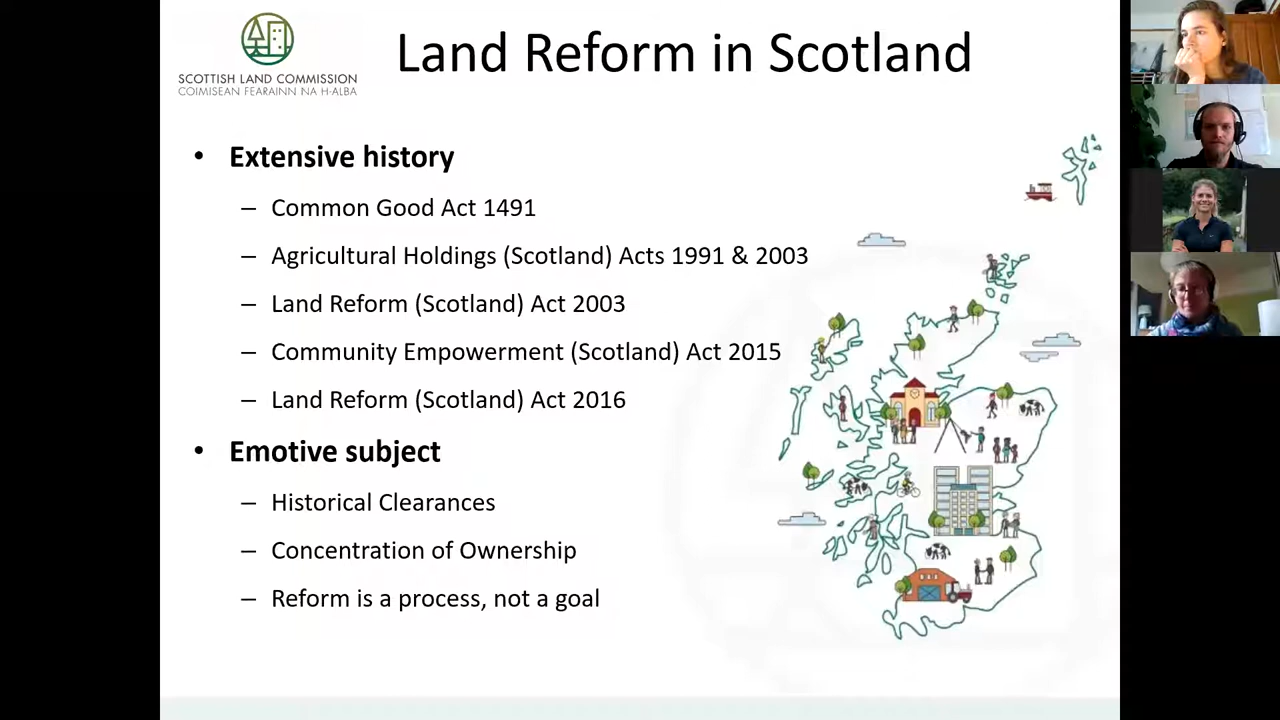 SCOTTISH LAND COMMISSION
COIMISEAN FEARAINN NA H-ALBA
Land Reform in Scotland
• Extensive history
– Common Good Act 1491
– Agricultural Holdings (Scotland) Acts 1991 & 2003
– Land Reform (Scotland) Act 2003
– Community Empowerment (Scotland) Act 2015
– Land Reform (Scotland) Act 2016
• Emotive subject
– Historical Clearances
– Concentration of Ownership
– Reform is a process, not a goal